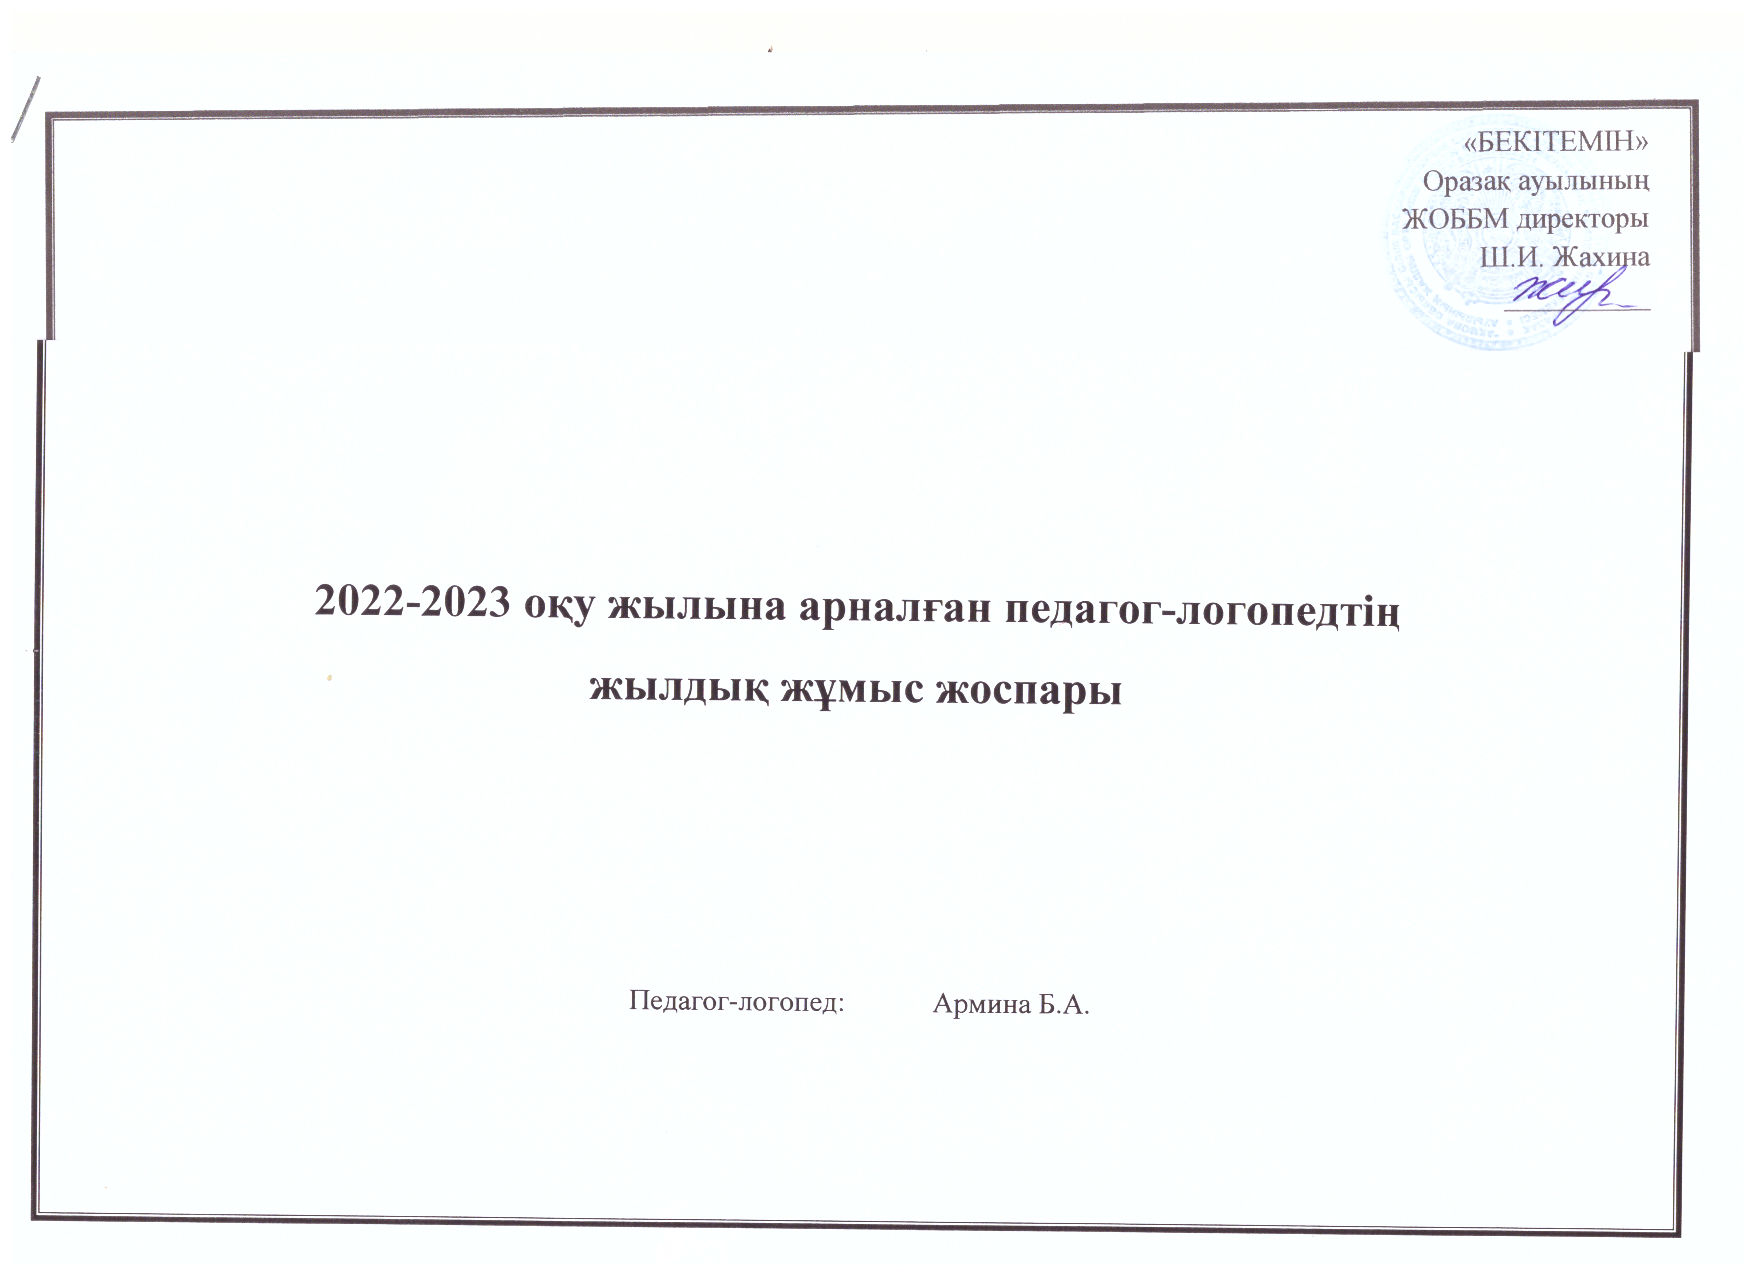 «БЕКІТЕМІН»
Оразақ ауылының
ЖОББМ директоры
Ш.И. Жахина
2022-2023 оқу жылына арналған педагог-логопедтің
жылдық жұмыс жоспары
Педагог-логопед: Армина Б.А.